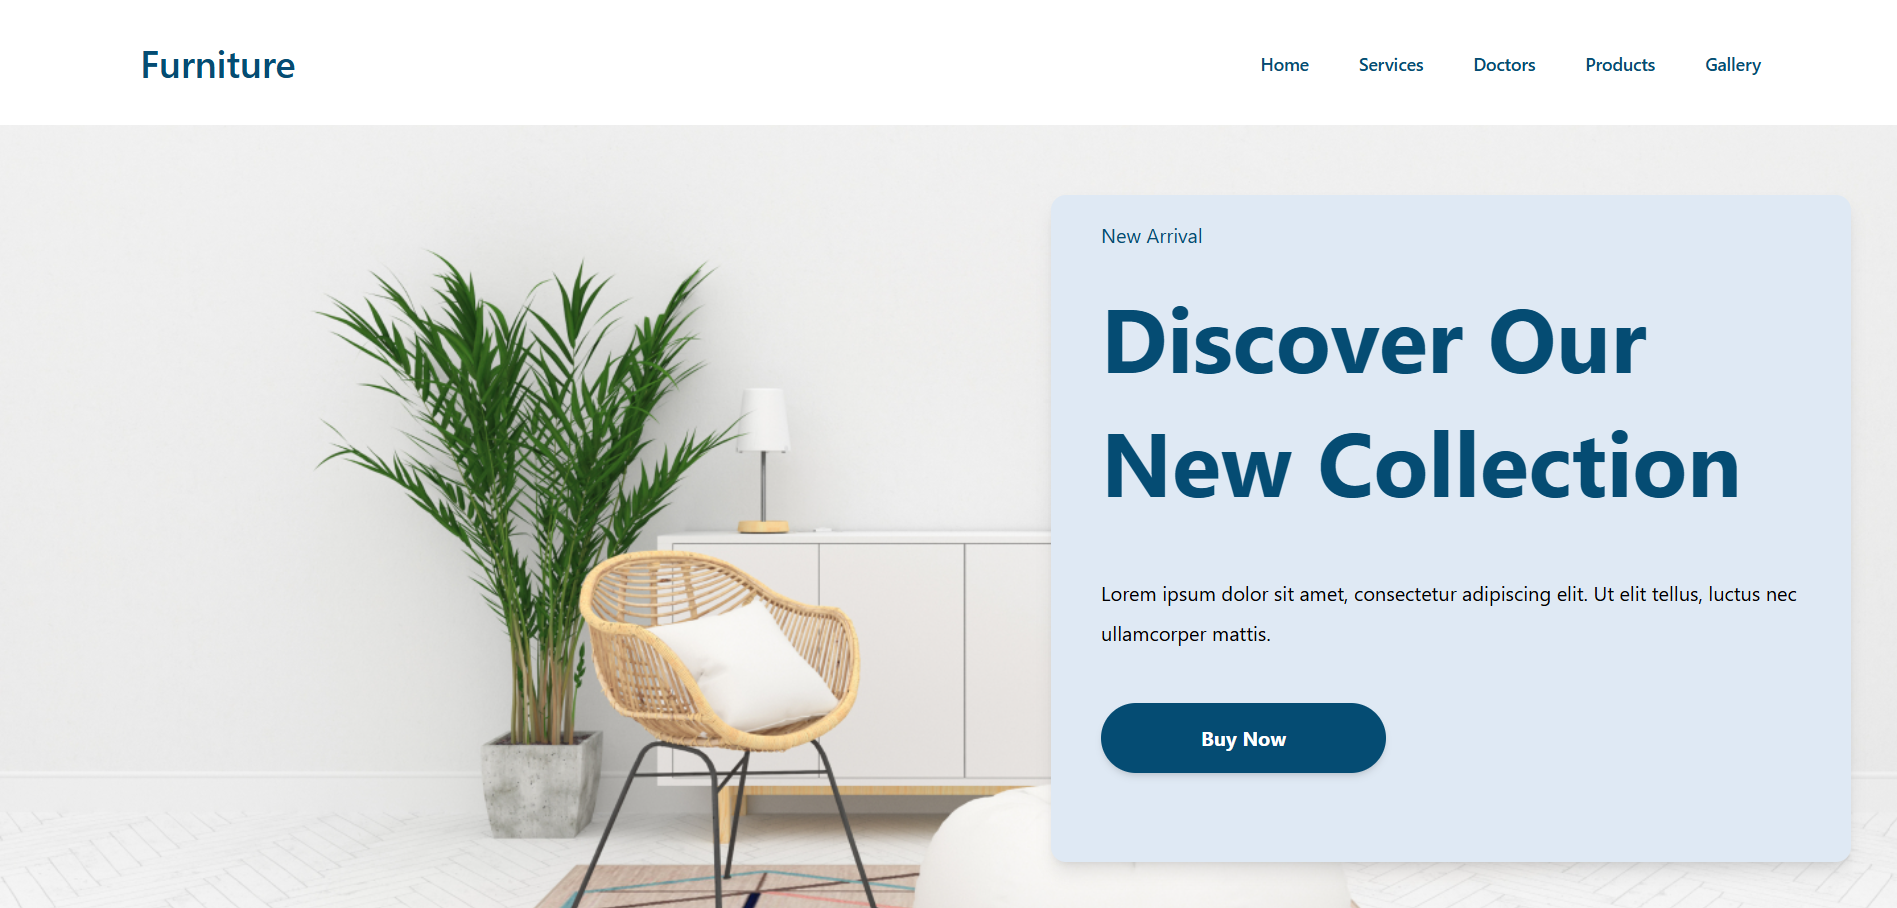 Furniture
Home Services Doctors Products Gallery
New Arrival
Discover Our
New Collection
Lorem ipsum dolor sit amet, consectetur adipiscing elit. Ut elit tellus, luctus nec
ullamcorper mattis.
Buy Now